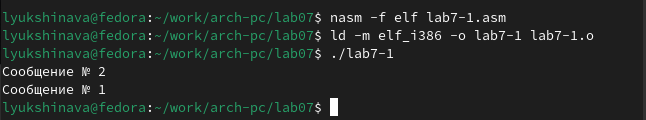 lyukshinava@fedora:~/work/arch-pc/lab07$ nasm -f elf lab7-1.asm
lyukshinava@fedora:~/work/arch-pc/lab07$ ld -m elf_i386 -o lab7-1 lab7-1.o
lyukshinava@fedora:~/work/arch-pc/lab07$ ./lab7-1
Сообщение № 2
Сообщение № 1
lyukshinava@fedora:~/work/arch-pc/lab07$